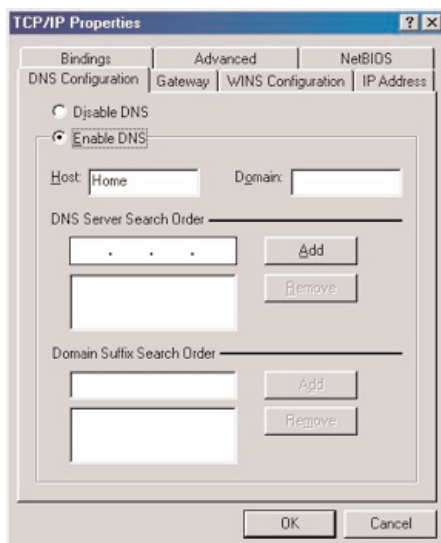 TCP/IP Properties
Bindings Advanced NetBIOS
DNS Configuration Gateway WINS Configuration IP Address
Disable DNS
Enable DNS
Host: Home Domain:
DNS Server Search Order
. . .
Add
Remove
Domain Suffix Search Order
Add
Remove
OK Cancel